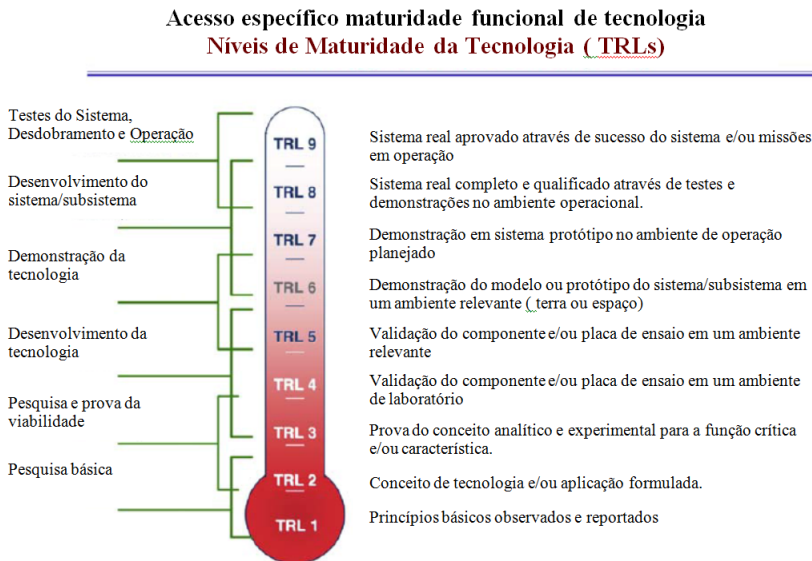 Acesso específico maturidade funcional de tecnologia
Níveis de Maturidade da Tecnologia ( TRLs)
Testes do Sistema,
Desdobramento e Operação
Desenvolvimento do
sistema/subsistema
Demonstração da
tecnologia
Desenvolvimento da
tecnologia
Pesquisa e prova da
viabilidade
Pesquisa básica
TRL 9
TRL 8
TRL 7
TRL 6
TRL 5
TRL 4
TRL 3
TRL 2
TRL 1
Sistema real aprovado através de sucesso do sistema e/ou missões
em operação
Sistema real completo e qualificado através de testes e
demonstrações no ambiente operacional.
Demonstração em sistema protótipo no ambiente de operação
planejado
Demonstração do modelo ou protótipo do sistema/subsistema em
um ambiente relevante ( terra ou espaço)
Validação do componente e/ou placa de ensaio em um ambiente
relevante
Validação do componente e/ou placa de ensaio em um ambiente
de laboratório
Prova do conceito analítico e experimental para a função crítica
e/ou característica.
Conceito de tecnologia e/ou aplicação formulada.
Princípios básicos observados e reportados